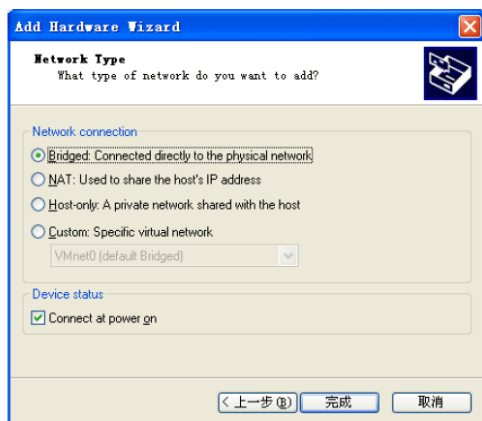 Add Hardware Wizard
Network Type
What type of network do you want to add?
Network connection
Bridged: Connected directly to the physical network
NAT: Used to share the host's IP address
Host-only: A private network shared with the host
Custom: Specific virtual network
VMnet0 (default Bridged)
Device status
Connect at power on
< 上一步(B) 完成 取消